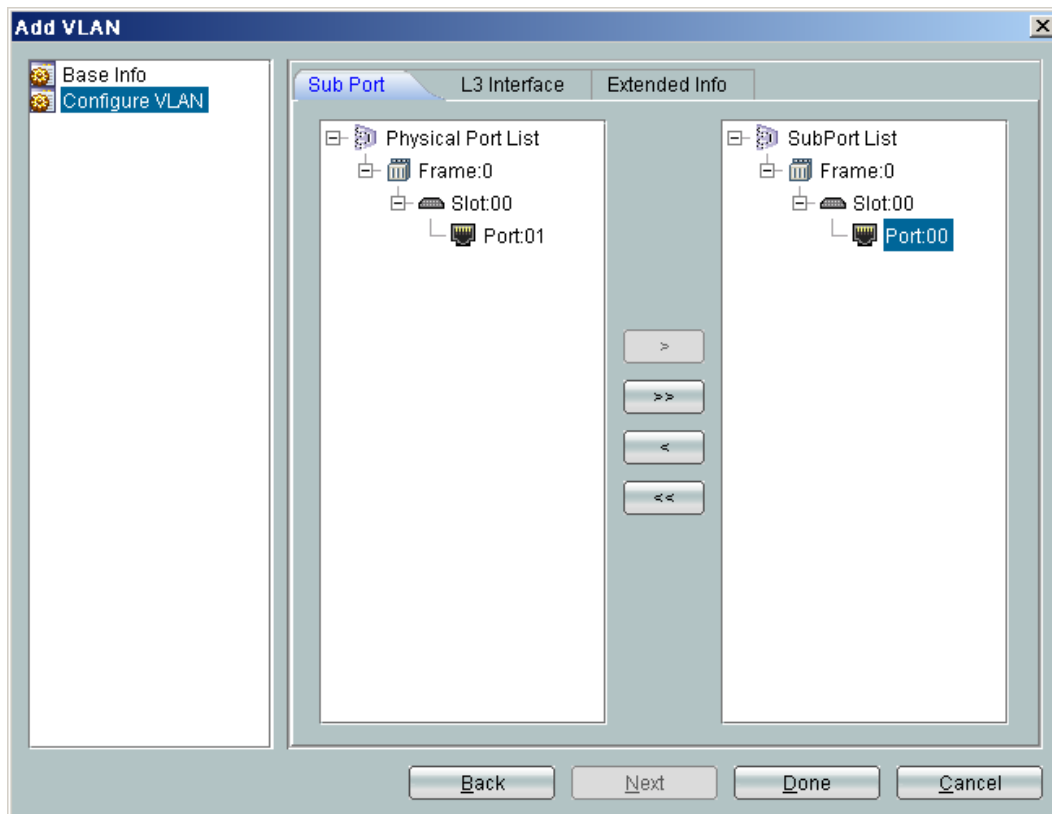 Add VLAN
Base Info
Configure VLAN
Sub Port L3 Interface Extended Info
Physical Port List
Frame:0
Slot:00
Port:01
>
>>
<
<<
SubPort List
Frame:0
Slot:00
Port:00
Back Next Done Cancel